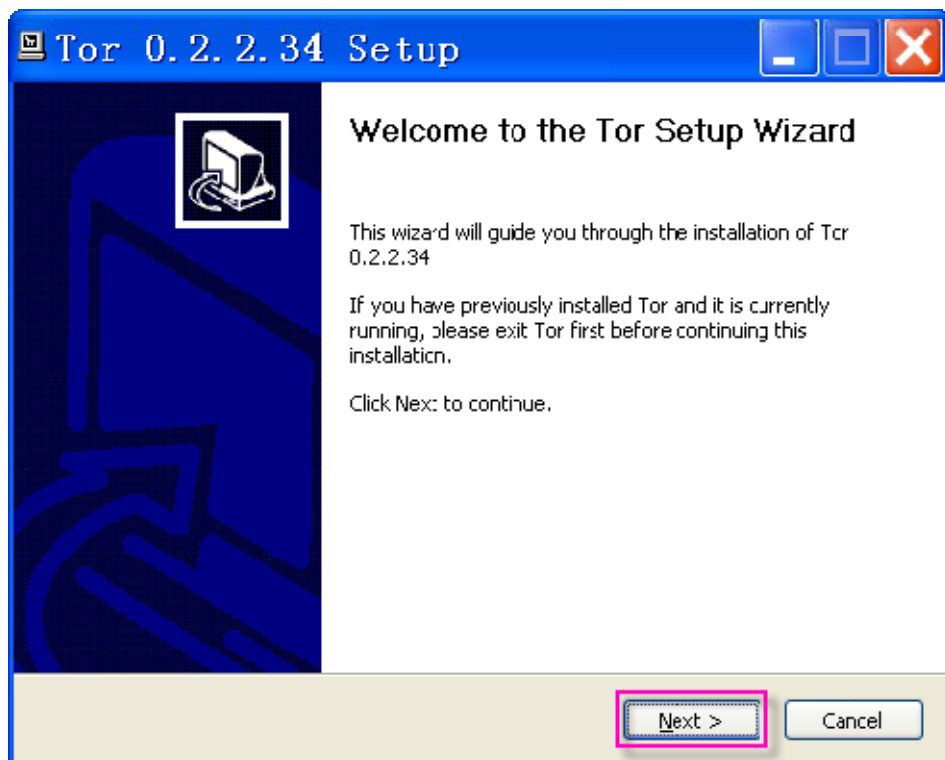 Tor 0.2.2.34 Setup
Welcome to the Tor Setup Wizard
This wizard will guide you through the installation of Tor
0.2.2.34
If you have previously installed Tor and it is currently
running, please exit Tor first before continuing this
installation.
Click Next to continue.
Next >
Cancel